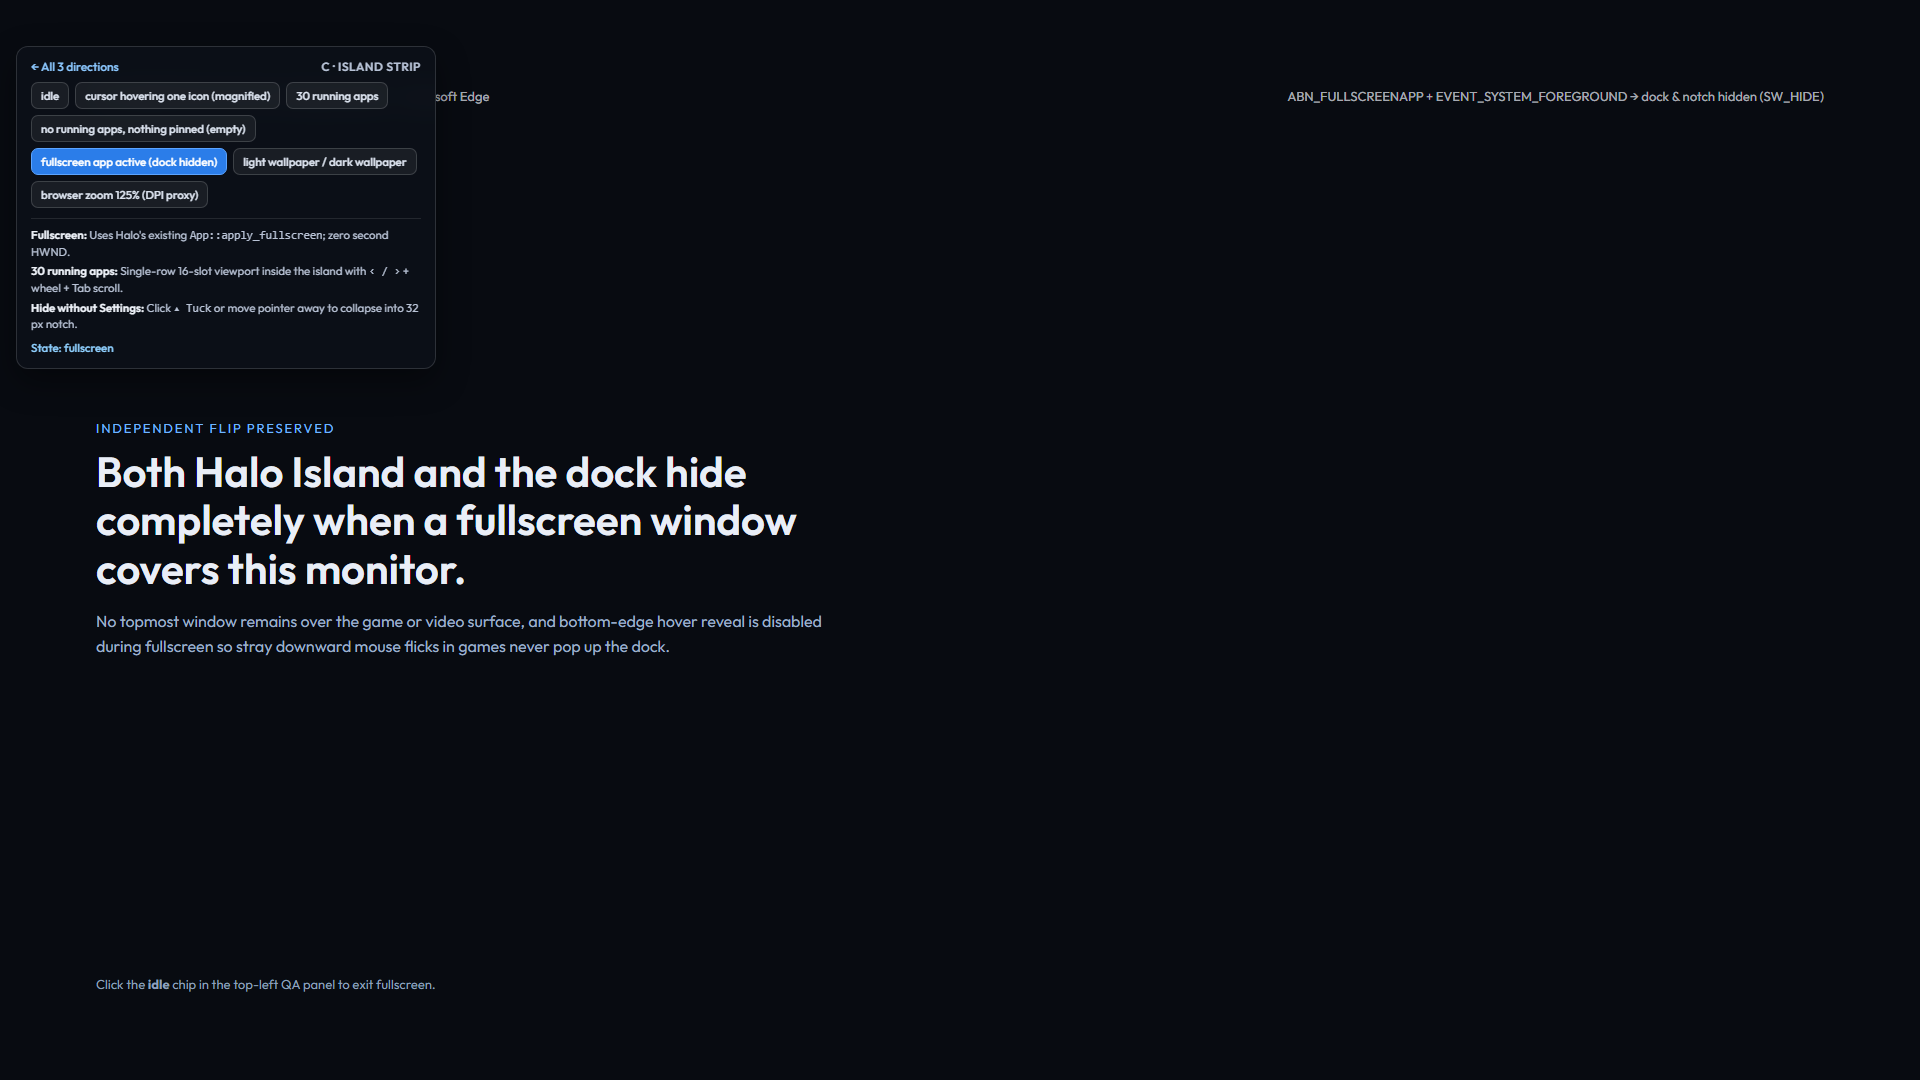 ← All 3 directions
C · ISLAND STRIP
idle
cursor hovering one icon (magnified)
30 running apps
no running apps, nothing pinned (empty)
fullscreen app active (dock hidden)
light wallpaper / dark wallpaper
browser zoom 125% (DPI proxy)
Fullscreen: Uses Halo's existing App::apply_fullscreen; zero second
HWND.
30 running apps: Single-row 16-slot viewport inside the island with ‹ / › +
wheel + Tab scroll.
Hide without Settings: Click ▴ Tuck or move pointer away to collapse into 32
px notch.
State: fullscreen
soft Edge
ABN_FULLSCREENAPP + EVENT_SYSTEM_FOREGROUND → dock & notch hidden (SW_HIDE)
INDEPENDENT FLIP PRESERVED
Both Halo Island and the dock hide
completely when a fullscreen window
covers this monitor.
No topmost window remains over the game or video surface, and bottom-edge hover reveal is disabled
during fullscreen so stray downward mouse flicks in games never pop up the dock.
Click the idle chip in the top-left QA panel to exit fullscreen.